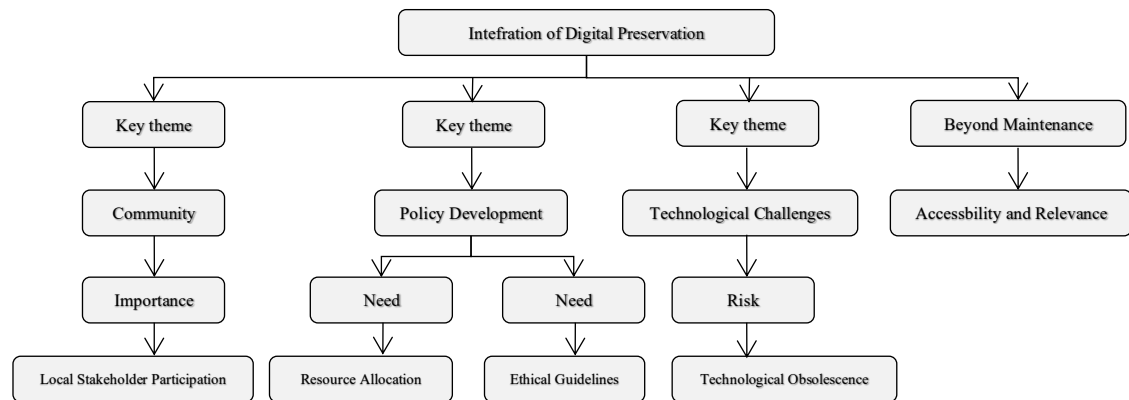 Intefration of Digital Preservation
Key theme
Key theme
Key theme
Beyond Maintenance
Community
Policy Development
Technological Challenges
Accessbility and Relevance
Importance
Need
Need
Risk
Local Stakeholder Participation
Resource Allocation
Ethical Guidelines
Technological Obsolescence